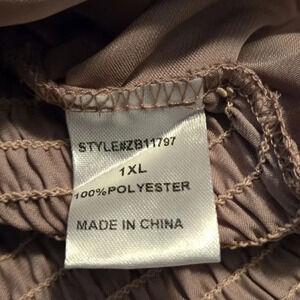 STYLE#ZB11797
1XL
100%POLYESTER
MADE IN CHINA